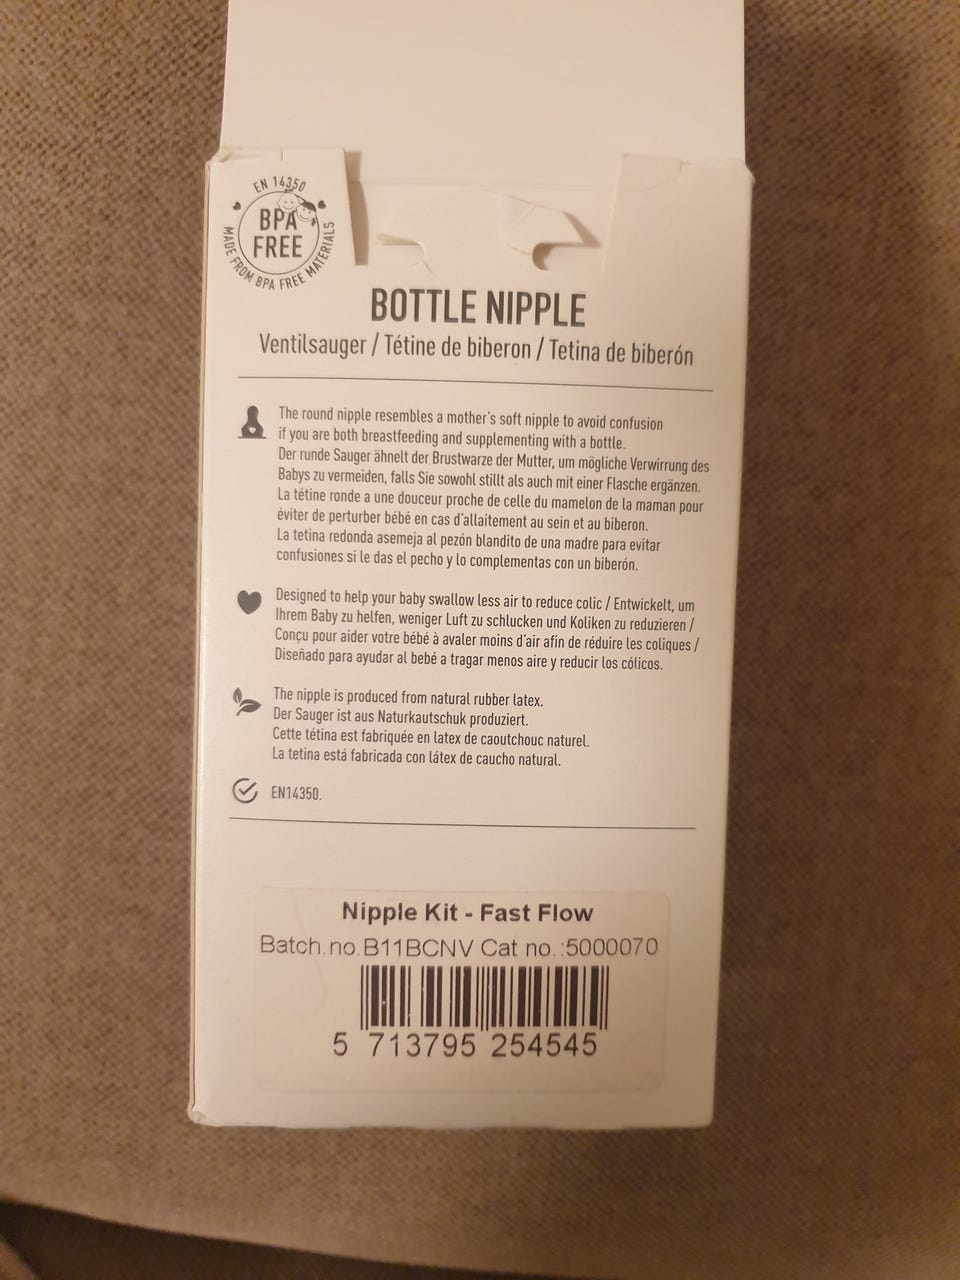 EN 14350
BPA
FREE
MADE FROM BPA FREE MATERIALS
BOTTLE NIPPLE
Ventilsauger / Tétine de biberon / Tetina de biberón
The round nipple resembles a mother's soft nipple to avoid confusion
if you are both breastfeeding and supplementing with a bottle.
Der runde Sauger ähnelt der Brustwarze der Mutter, um mögliche Verwirrung des
Babys zu vermeiden, falls Sie sowohl stillt als auch mit einer Flasche ergänzen.
La tétine ronde a une douceur proche de celle du mamelon de la maman pour
éviter de perturber bébé en cas d'allaitement au sein et au biberon.
La tetina redonda asemeja al pezón blandito de una madre para evitar
confusiones si le das el pecho y lo complementas con un biberón.
Designed to help your baby swallow less air to reduce colic / Entwickelt, um
Ihrem Baby zu helfen, weniger Luft zu schlucken und Koliken zu reduzieren /
Conçu pour aider votre bébé à avaler moins d'air afin de réduire les coliques /
Diseñado para ayudar al bebé a tragar menos aire y reducir los cólicos.
The nipple is produced from natural rubber latex.
Der Sauger ist aus Naturkautschuk produziert.
Cette tétina est fabriquée en latex de caoutchouc naturel.
La tetina está fabricada con látex de caucho natural.
EN14350.
Nipple Kit - Fast Flow
Batch.no.B11BCNV Cat no.:5000070
5 713795 254545